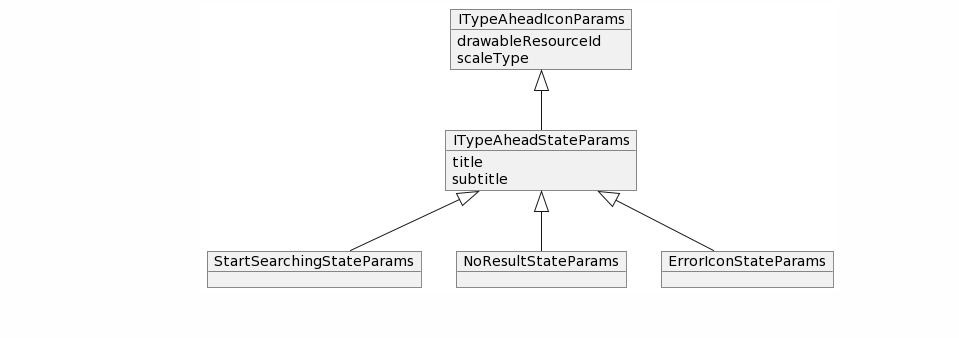 ITypeAheadIconParams
drawableResourceId
scaleType
ITypeAheadStateParams
title
subtitle
StartSearchingStateParams
NoResultStateParams
ErrorIconStateParams